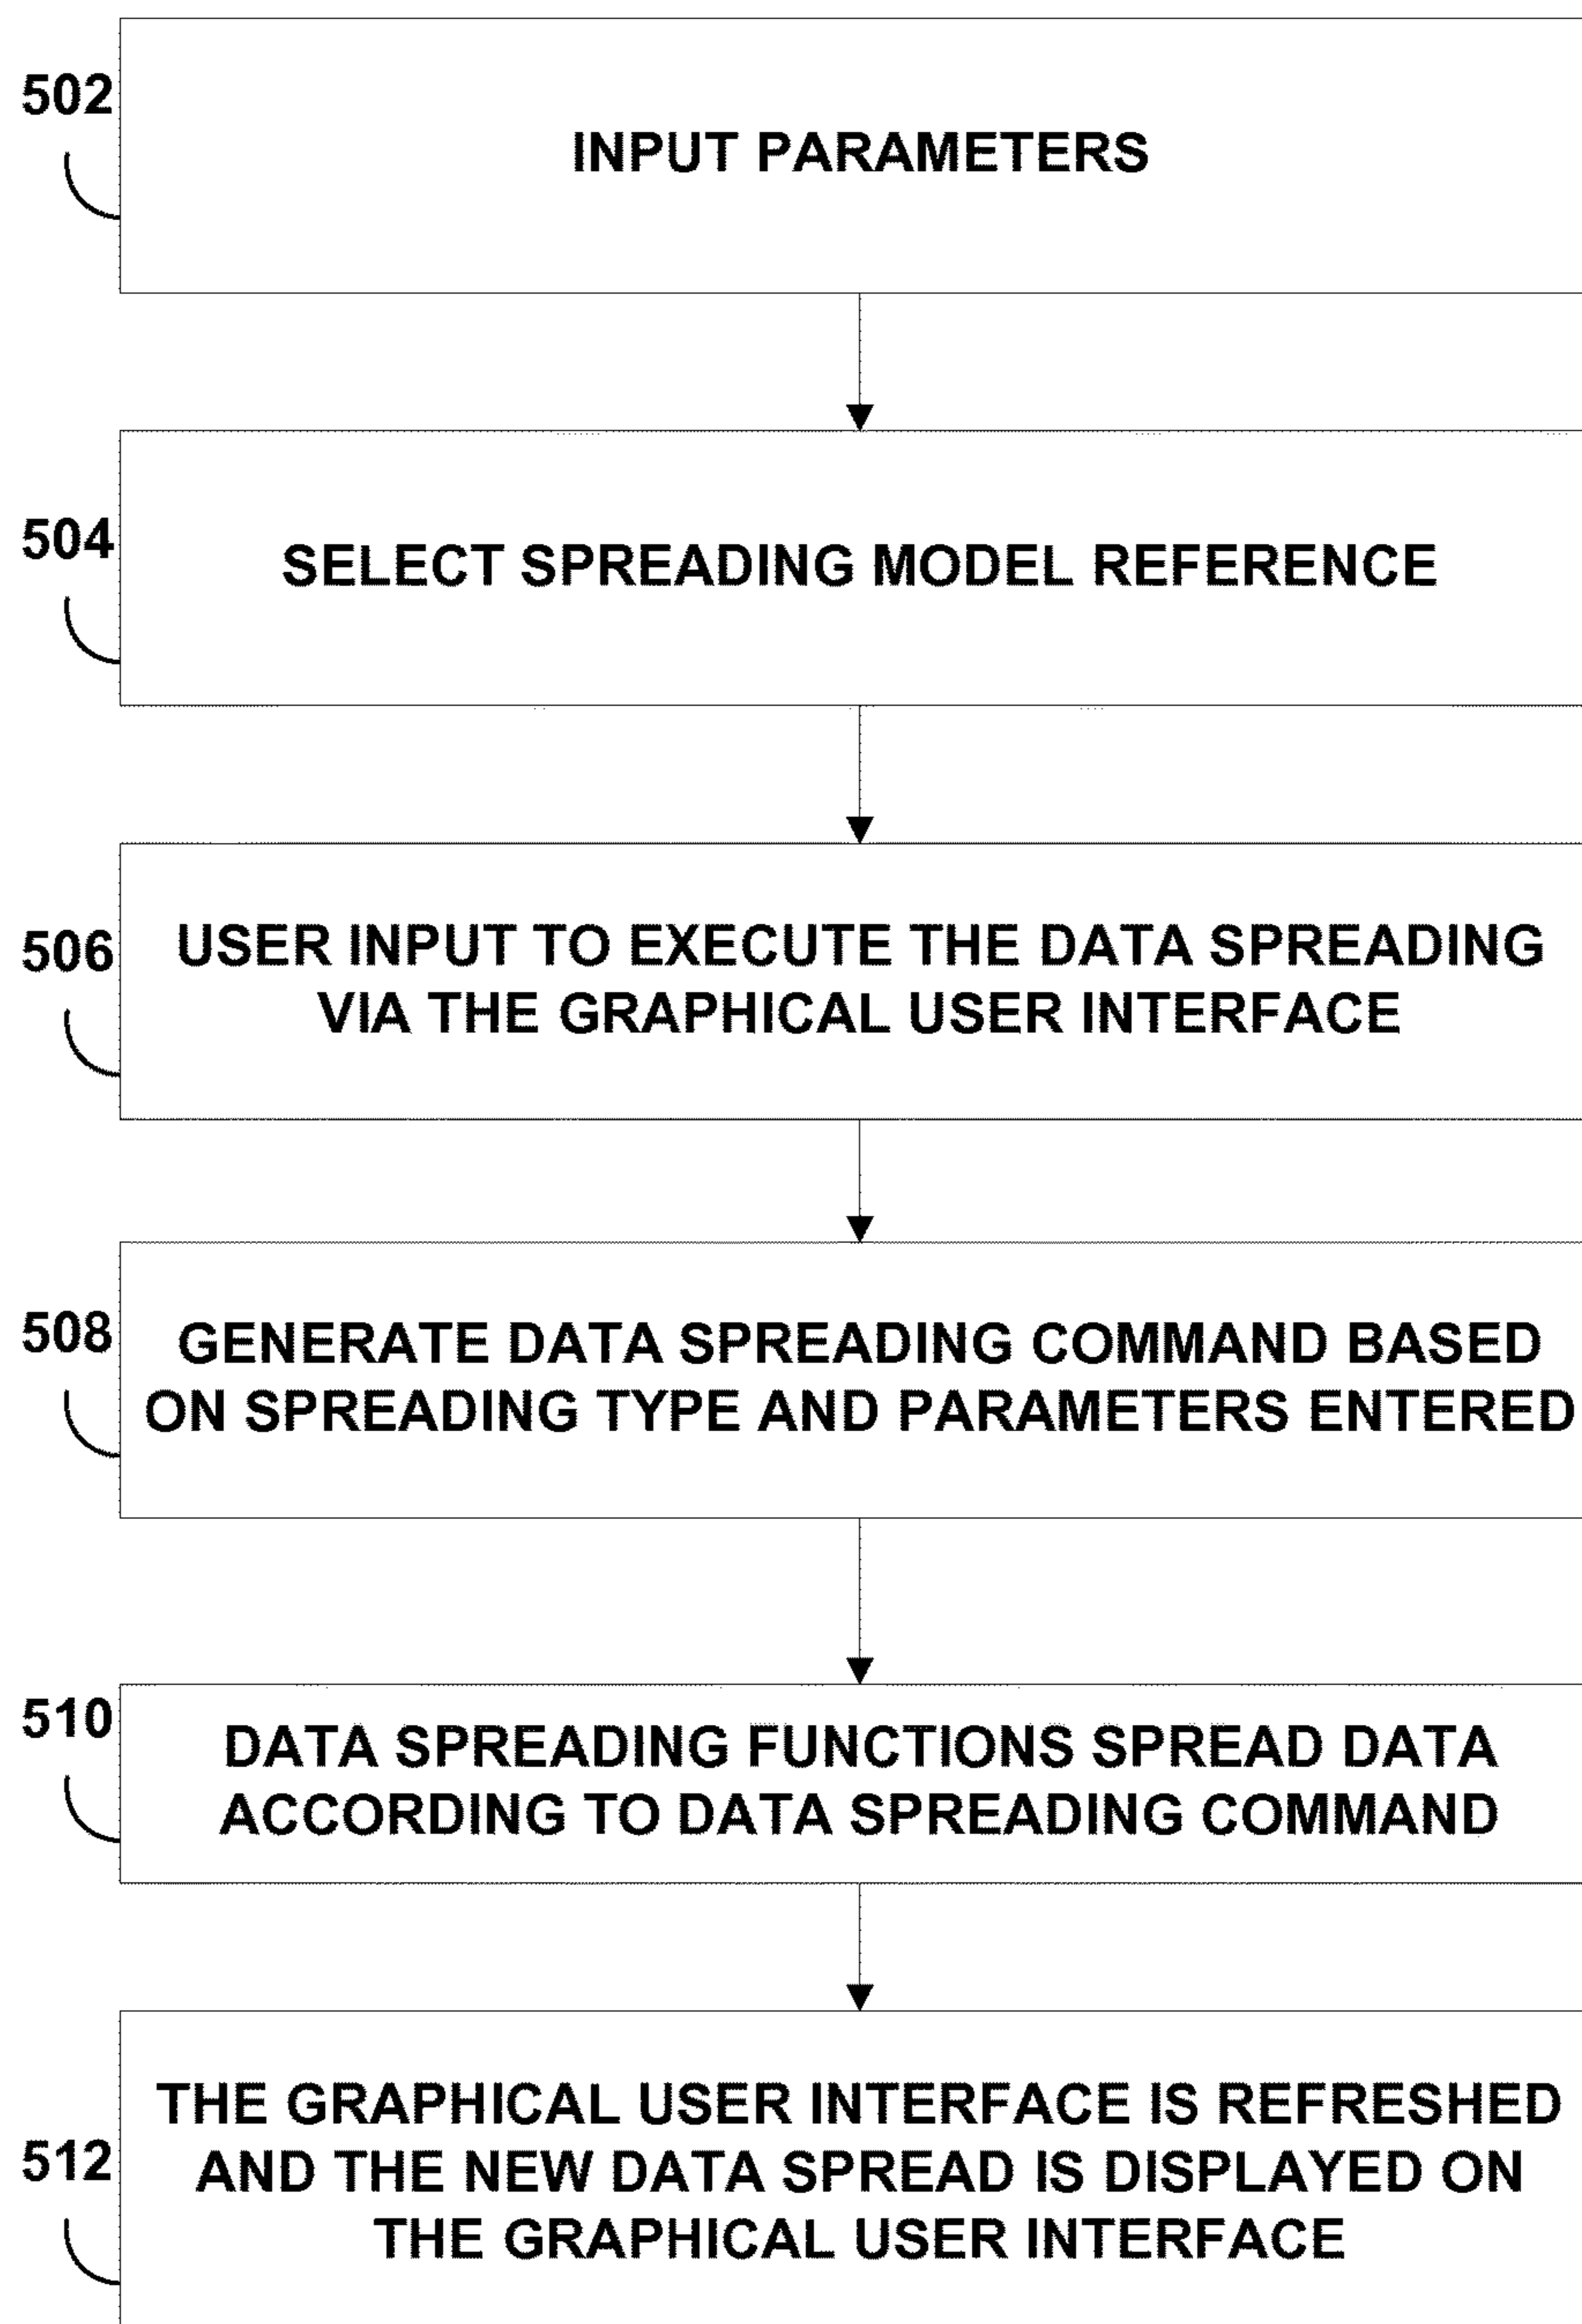 502
INPUT PARAMETERS
504
SELECT SPREADING MODEL REFERENCE
506
USER INPUT TO EXECUTE THE DATA SPREADING
VIA THE GRAPHICAL USER INTERFACE
508
GENERATE DATA SPREADING COMMAND BASED
ON SPREADING TYPE AND PARAMETERS ENTERED
510
DATA SPREADING FUNCTIONS SPREAD DATA
ACCORDING TO DATA SPREADING COMMAND
512
THE GRAPHICAL USER INTERFACE IS REFRESHED
AND THE NEW DATA SPREAD IS DISPLAYED ON
THE GRAPHICAL USER INTERFACE